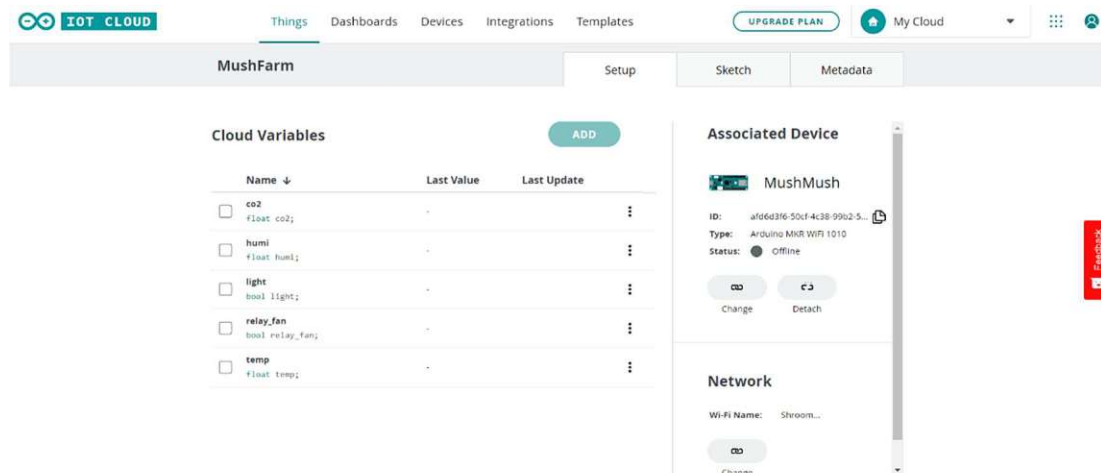 IOT CLOUD
Things Dashboards Devices Integrations Templates
UPGRADE PLAN
My Cloud
MushFarm
Setup Sketch Metadata
Cloud Variables
ADD
Name ↓ Last Value Last Update
co2
float co2;
-
humi
float humi;
-
light
bool light;
-
relay_fan
bool relay_fan;
-
temp
float temp;
-
Associated Device
MushMush
ID: afd6d3f6-50cf-4c38-99b2-5...
Type: Arduino MKR WiFi 1010
Status: Offline
Change Detach
Network
Wi-Fi Name: Shroom...
Change
Feedback